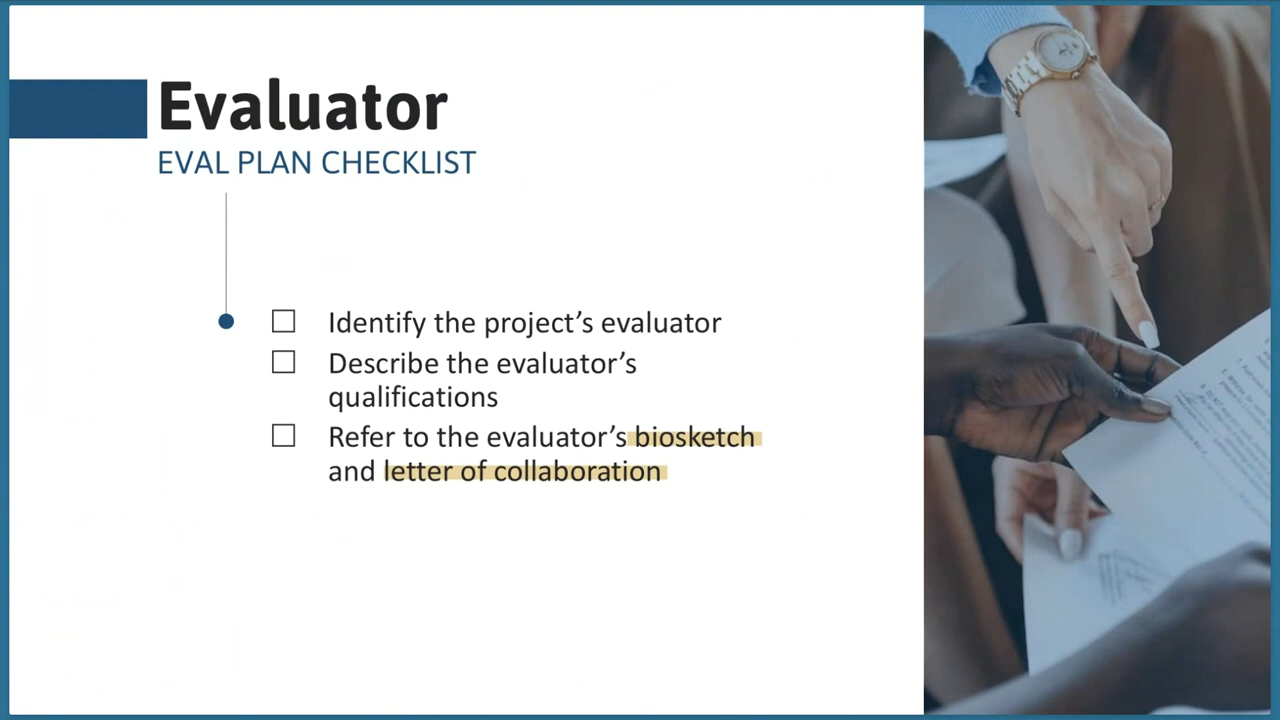 Evaluator
EVAL PLAN CHECKLIST
☐ Identify the project’s evaluator
☐ Describe the evaluator’s
qualifications
☐ Refer to the evaluator’s biosketch
and letter of collaboration